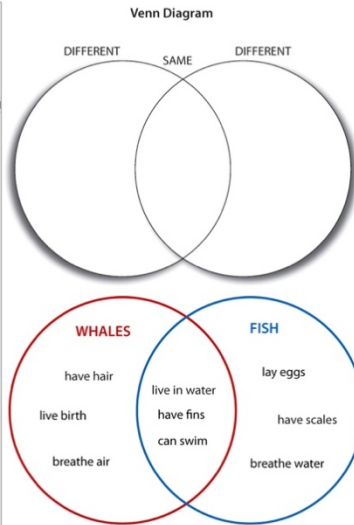 Venn Diagram
DIFFERENT
SAME
DIFFERENT
WHALES
have hair
live birth
breathe air
live in water
have fins
can swim
FISH
lay eggs
have scales
breathe water